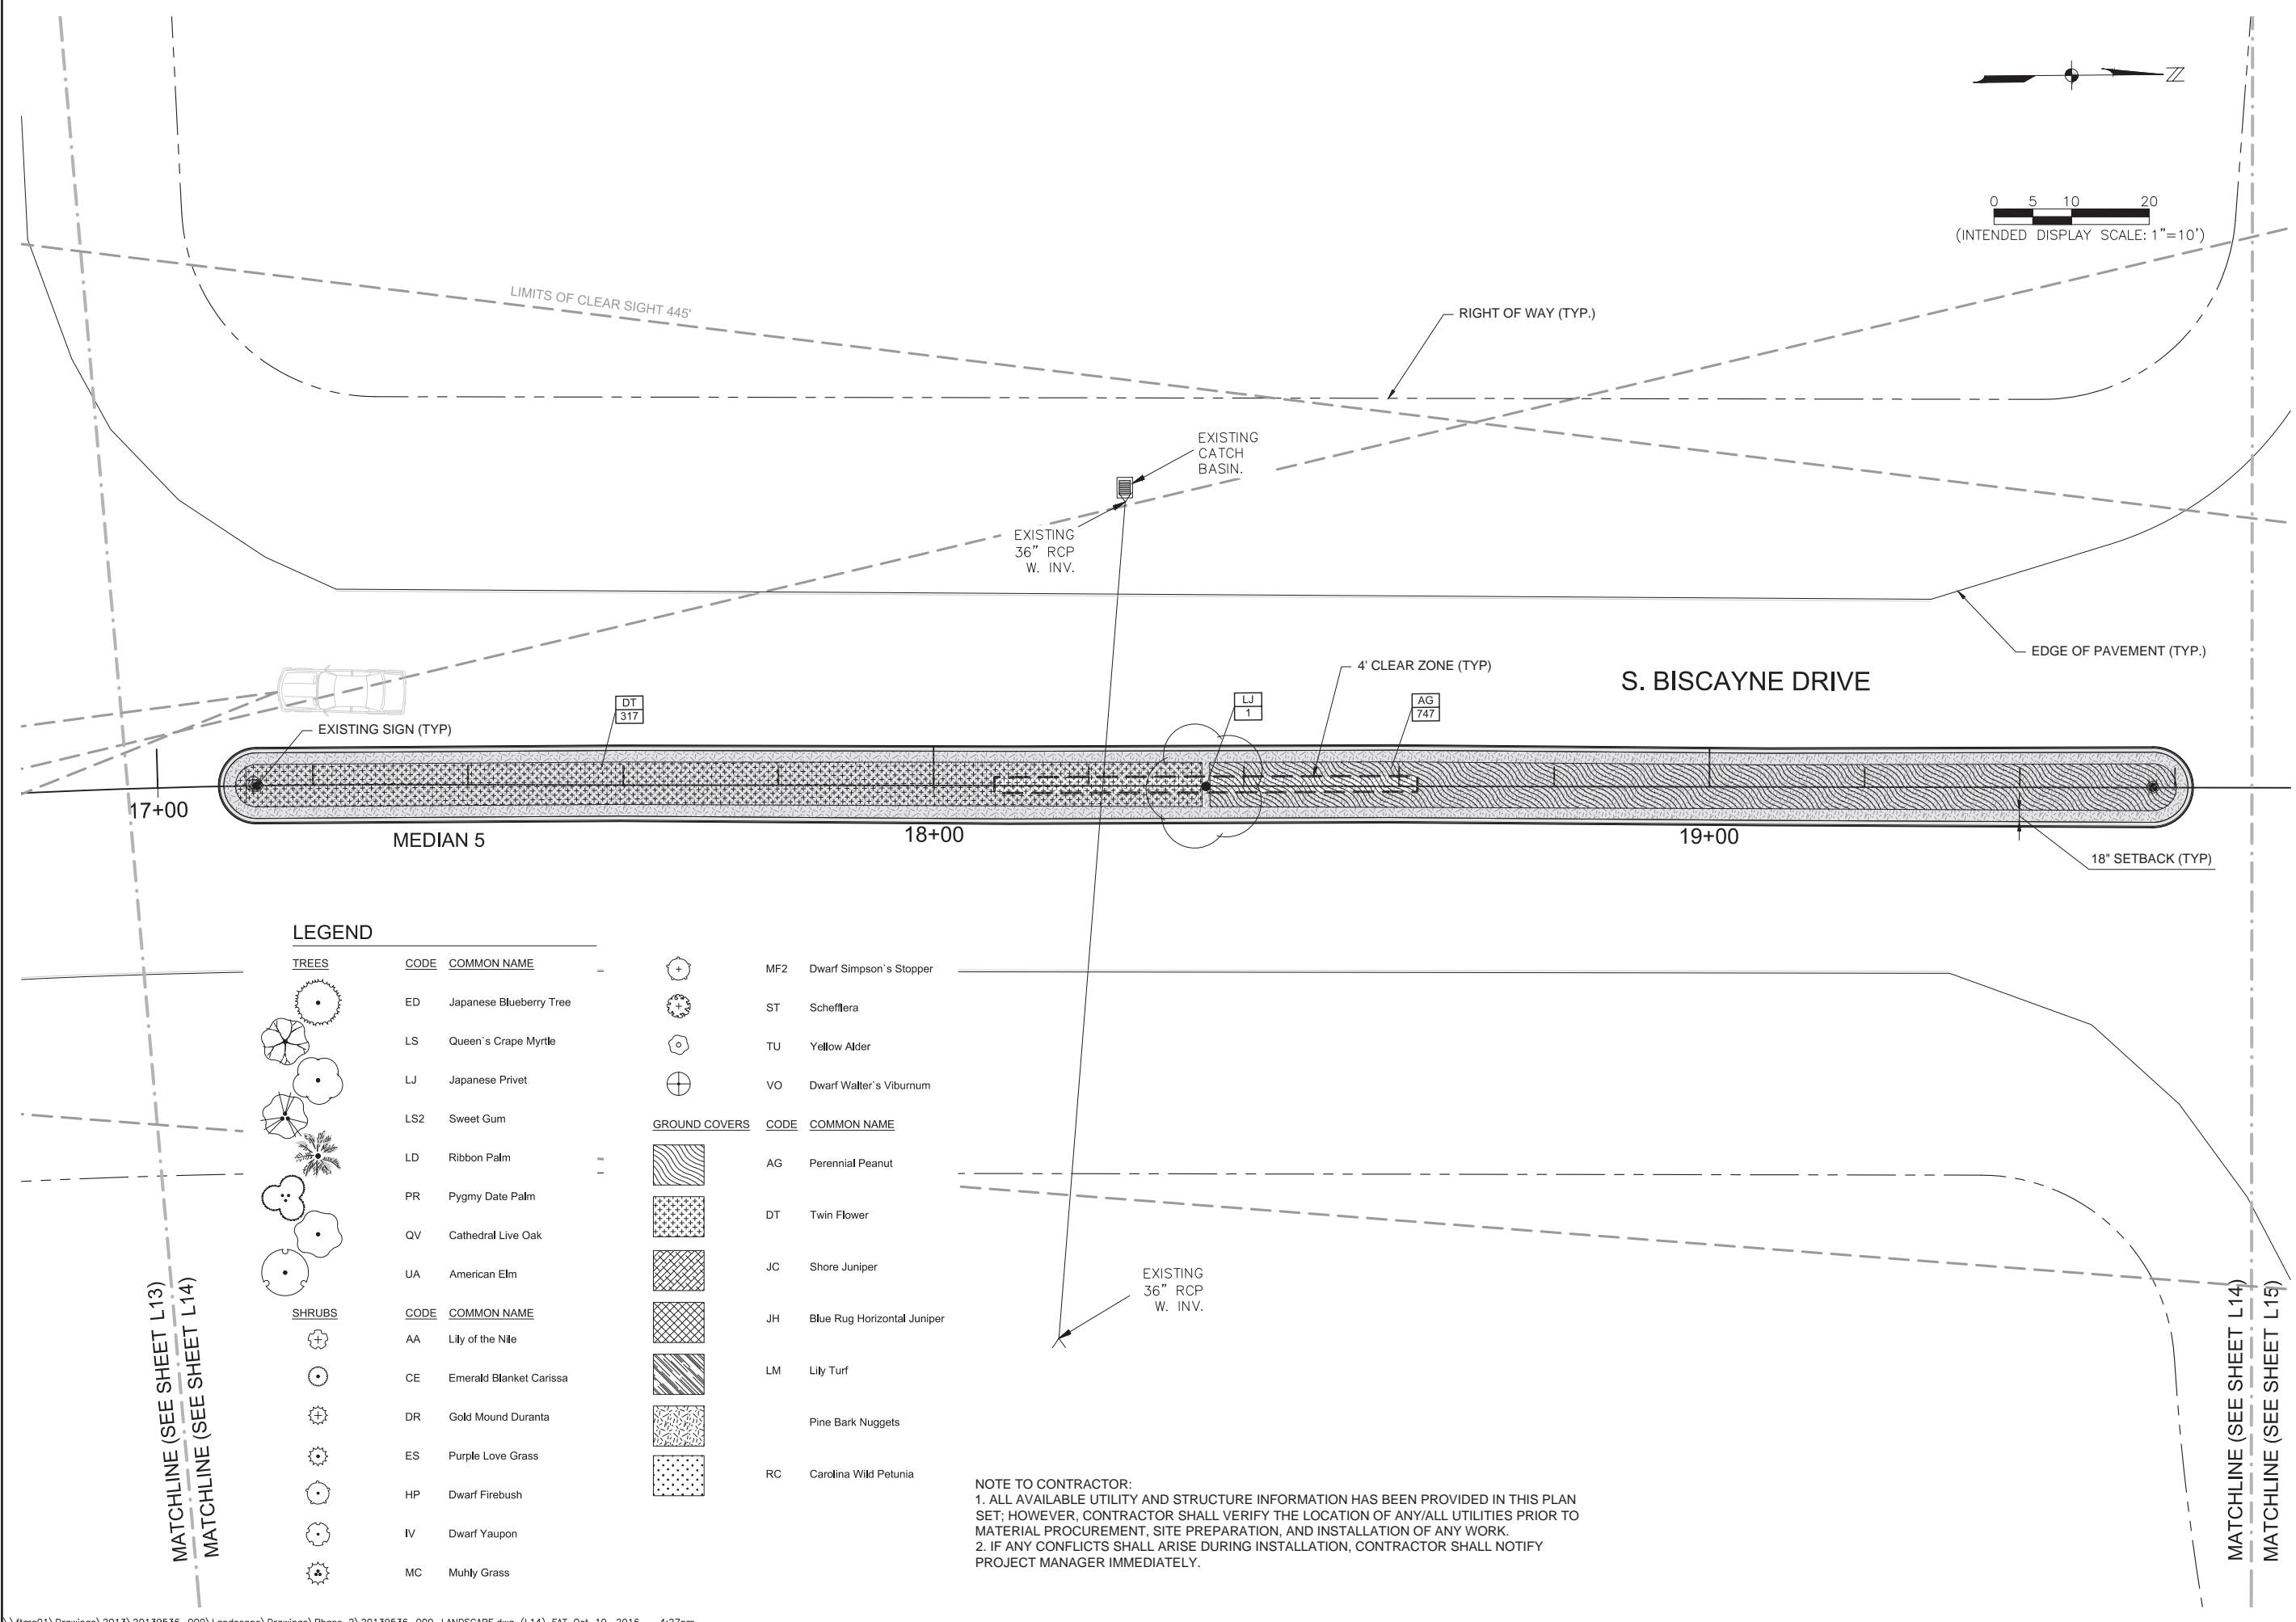 Z
0 5 10 20
(INTENDED DISPLAY SCALE: 1"=10')
LIMITS OF CLEAR SIGHT 445'
RIGHT OF WAY (TYP.)
EXISTING
CATCH
BASIN.
EXISTING
36" RCP
W. INV.
EDGE OF PAVEMENT (TYP.)
4' CLEAR ZONE (TYP)
S. BISCAYNE DRIVE
DT
317
LJ
1
AG
747
EXISTING SIGN (TYP)
17+00
MEDIAN 5
18+00
19+00
18" SETBACK (TYP)
LEGEND
TREES CODE COMMON NAME
ED Japanese Blueberry Tree
LS Queen`s Crape Myrtle
LJ Japanese Privet
LS2 Sweet Gum
LD Ribbon Palm
PR Pygmy Date Palm
QV Cathedral Live Oak
UA American Elm
SHRUBS CODE COMMON NAME
AA Lily of the Nile
CE Emerald Blanket Carissa
DR Gold Mound Duranta
ES Purple Love Grass
HP Dwarf Firebush
IV Dwarf Yaupon
MC Muhly Grass
MF2 Dwarf Simpson`s Stopper
ST Schefflera
TU Yellow Alder
VO Dwarf Walter`s Viburnum
GROUND COVERS CODE COMMON NAME
AG Perennial Peanut
DT Twin Flower
JC Shore Juniper
JH Blue Rug Horizontal Juniper
LM Lily Turf
Pine Bark Nuggets
RC Carolina Wild Petunia
EXISTING
36" RCP
W. INV.
MATCHLINE (SEE SHEET L13)
MATCHLINE (SEE SHEET L14)
MATCHLINE (SEE SHEET L14)
MATCHLINE (SEE SHEET L15)
NOTE TO CONTRACTOR:
1. ALL AVAILABLE UTILITY AND STRUCTURE INFORMATION HAS BEEN PROVIDED IN THIS PLAN
SET; HOWEVER, CONTRACTOR SHALL VERIFY THE LOCATION OF ANY/ALL UTILITIES PRIOR TO
MATERIAL PROCUREMENT, SITE PREPARATION, AND INSTALLATION OF ANY WORK.
2. IF ANY CONFLICTS SHALL ARISE DURING INSTALLATION, CONTRACTOR SHALL NOTIFY
PROJECT MANAGER IMMEDIATELY.